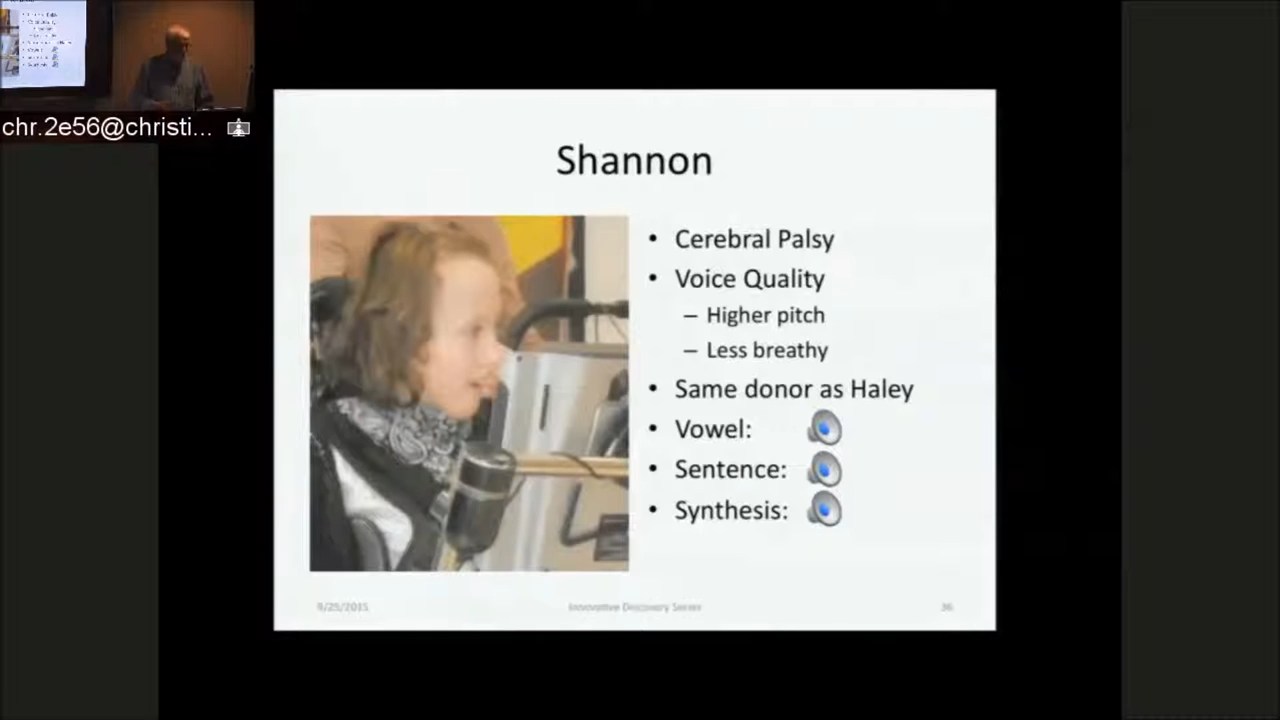 chr.2e56@christi...
Shannon
• Cerebral Palsy
• Voice Quality
– Higher pitch
– Less breathy
• Same donor as Haley
• Vowel:
• Sentence:
• Synthesis:
9/25/2015 Innovative Discovery Series 36